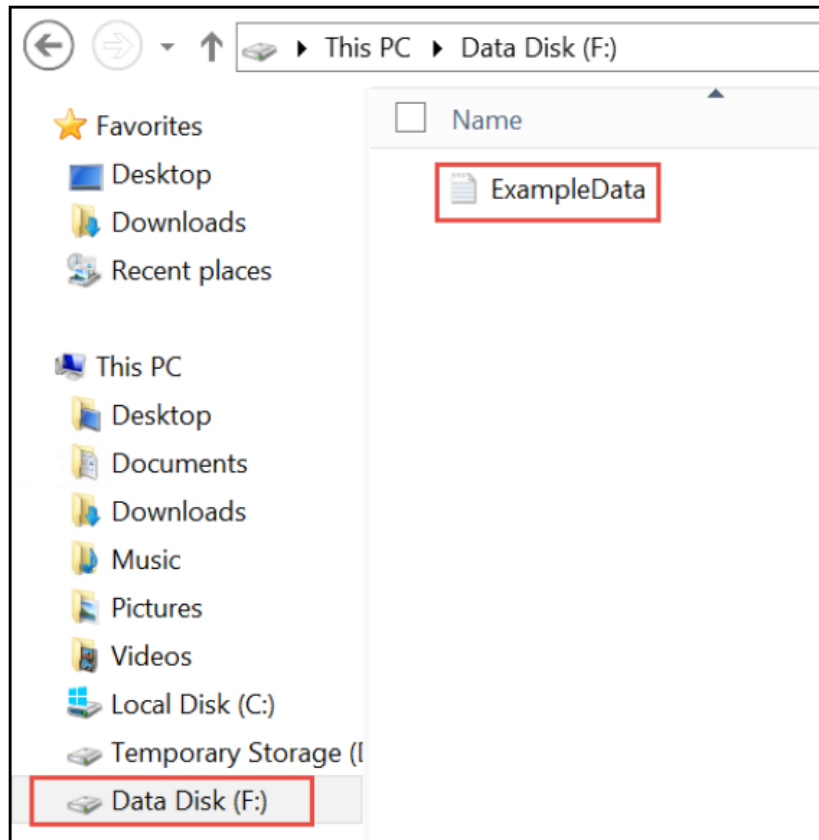 This PC Data Disk (F:)
Favorites
Desktop
Downloads
Recent places
This PC
Desktop
Documents
Downloads
Music
Pictures
Videos
Local Disk (C:)
Temporary Storage (
Data Disk (F:)
Name
ExampleData